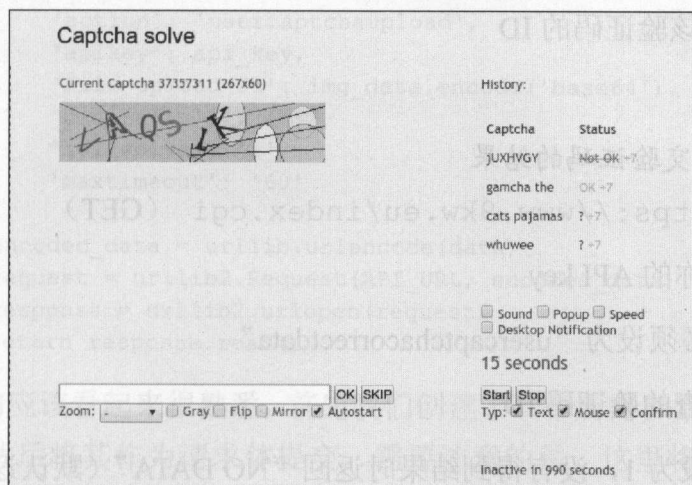 Captcha solve
Current Captcha 37357311 (267x60)
OK SKIP
Zoom: - Gray Flip Mirror Autostart
History:
Captcha Status
jUXHVGY Not OK -7
gamcha the OK +7
cats pajamas ? +7
whuwee ? +7
Sound Popup Speed
Desktop Notification
15 seconds
Start Stop
Typ: Text Mouse Confirm
Inactive in 990 seconds